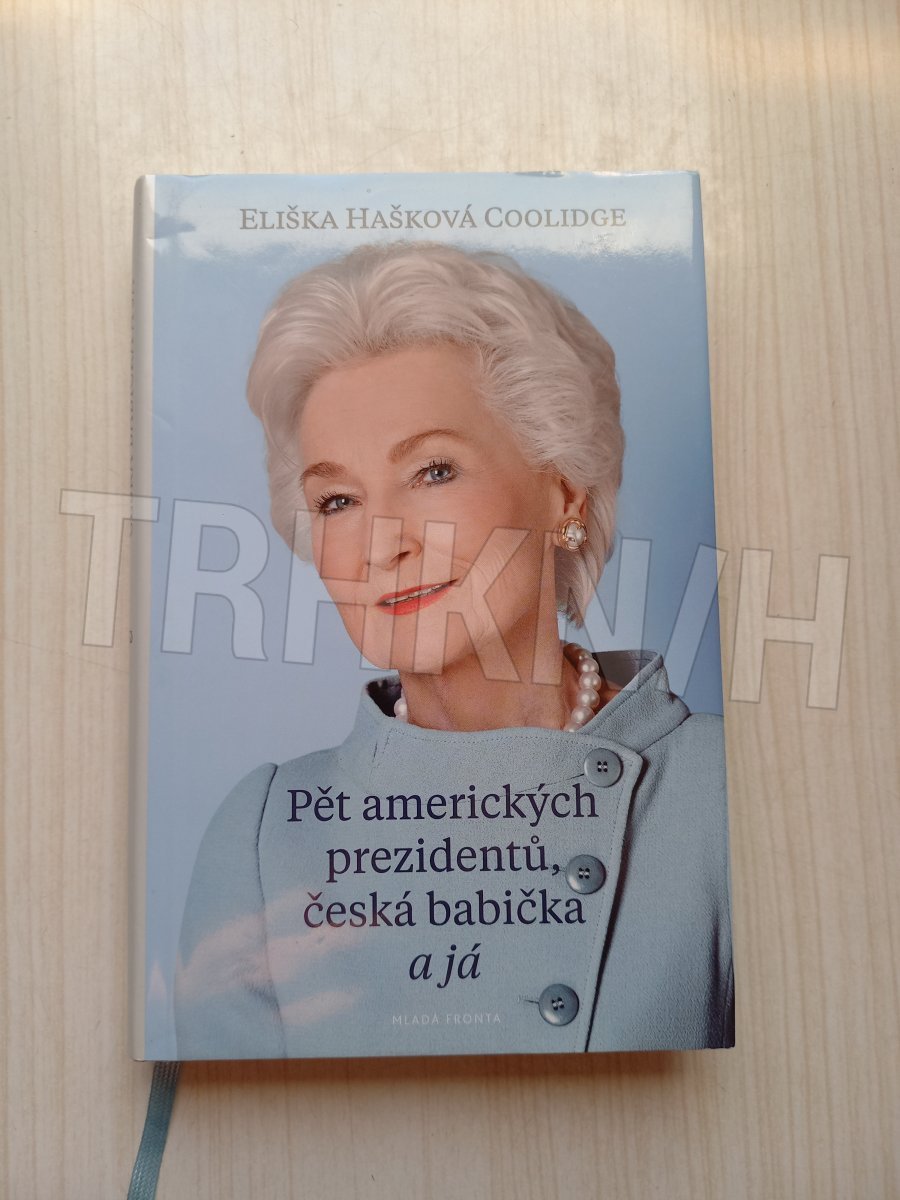 ELIŠKA HAŠKOVÁ COOLIDGE
TRHKNIH
Pět amerických
prezidentů,
česká babička
a já
MLADÁ FRONTA